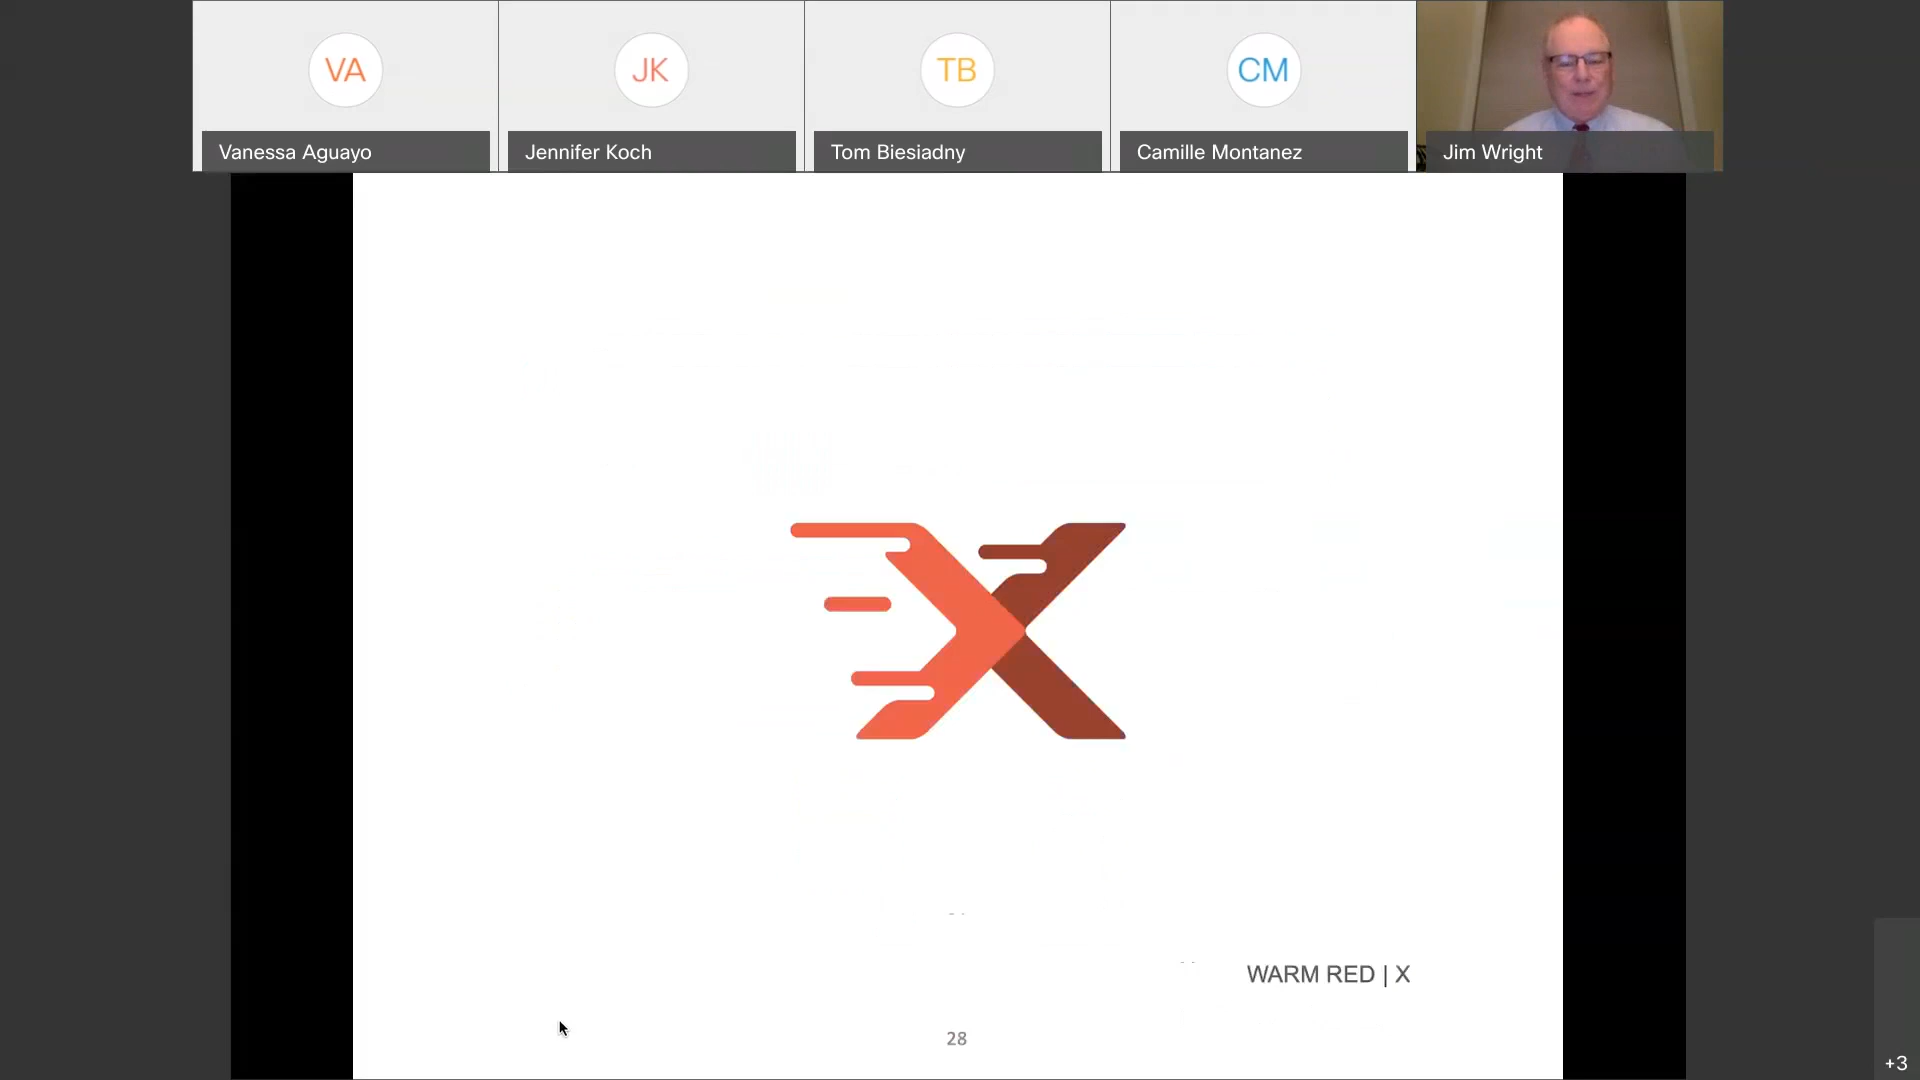 VA
JK
TB
CM
Vanessa Aguayo
Jennifer Koch
Tom Biesiadny
Camille Montanez
Jim Wright
X
WARM RED | X
28
+3